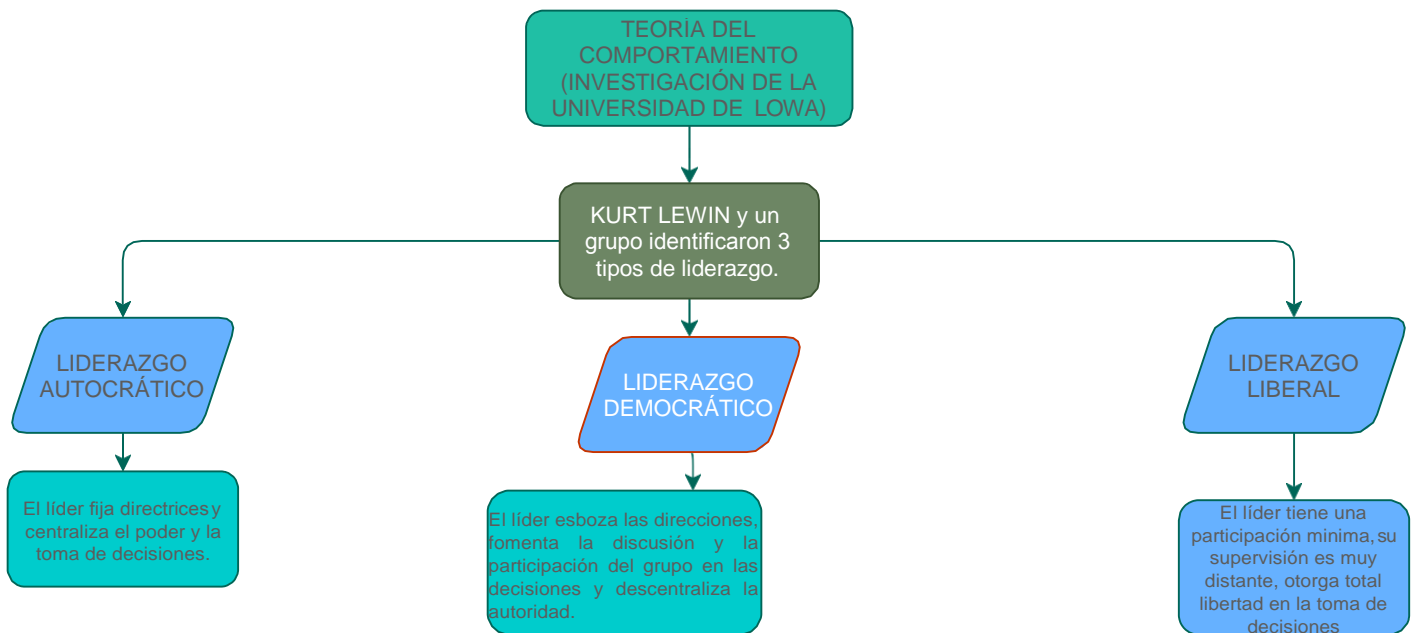 TEORÍA DEL
COMPORTAMIENTO
(INVESTIGACIÓN DE LA
UNIVERSIDAD DE LOWA)
KURT LEWIN y un
grupo identificaron 3
tipos de liderazgo.
LIDERAZGO
AUTOCRÁTICO
LIDERAZGO
DEMOCRÁTICO
LIDERAZGO
LIBERAL
El líder fija directrices y
centraliza el poder y la
toma de decisiones.
El líder esboza las direcciones,
fomenta la discusión y la
participación del grupo en las
decisiones y descentraliza la
autoridad.
El líder tiene una
participación minima, su
supervisión es muy
distante, otorga total
libertad en la toma de
decisiones